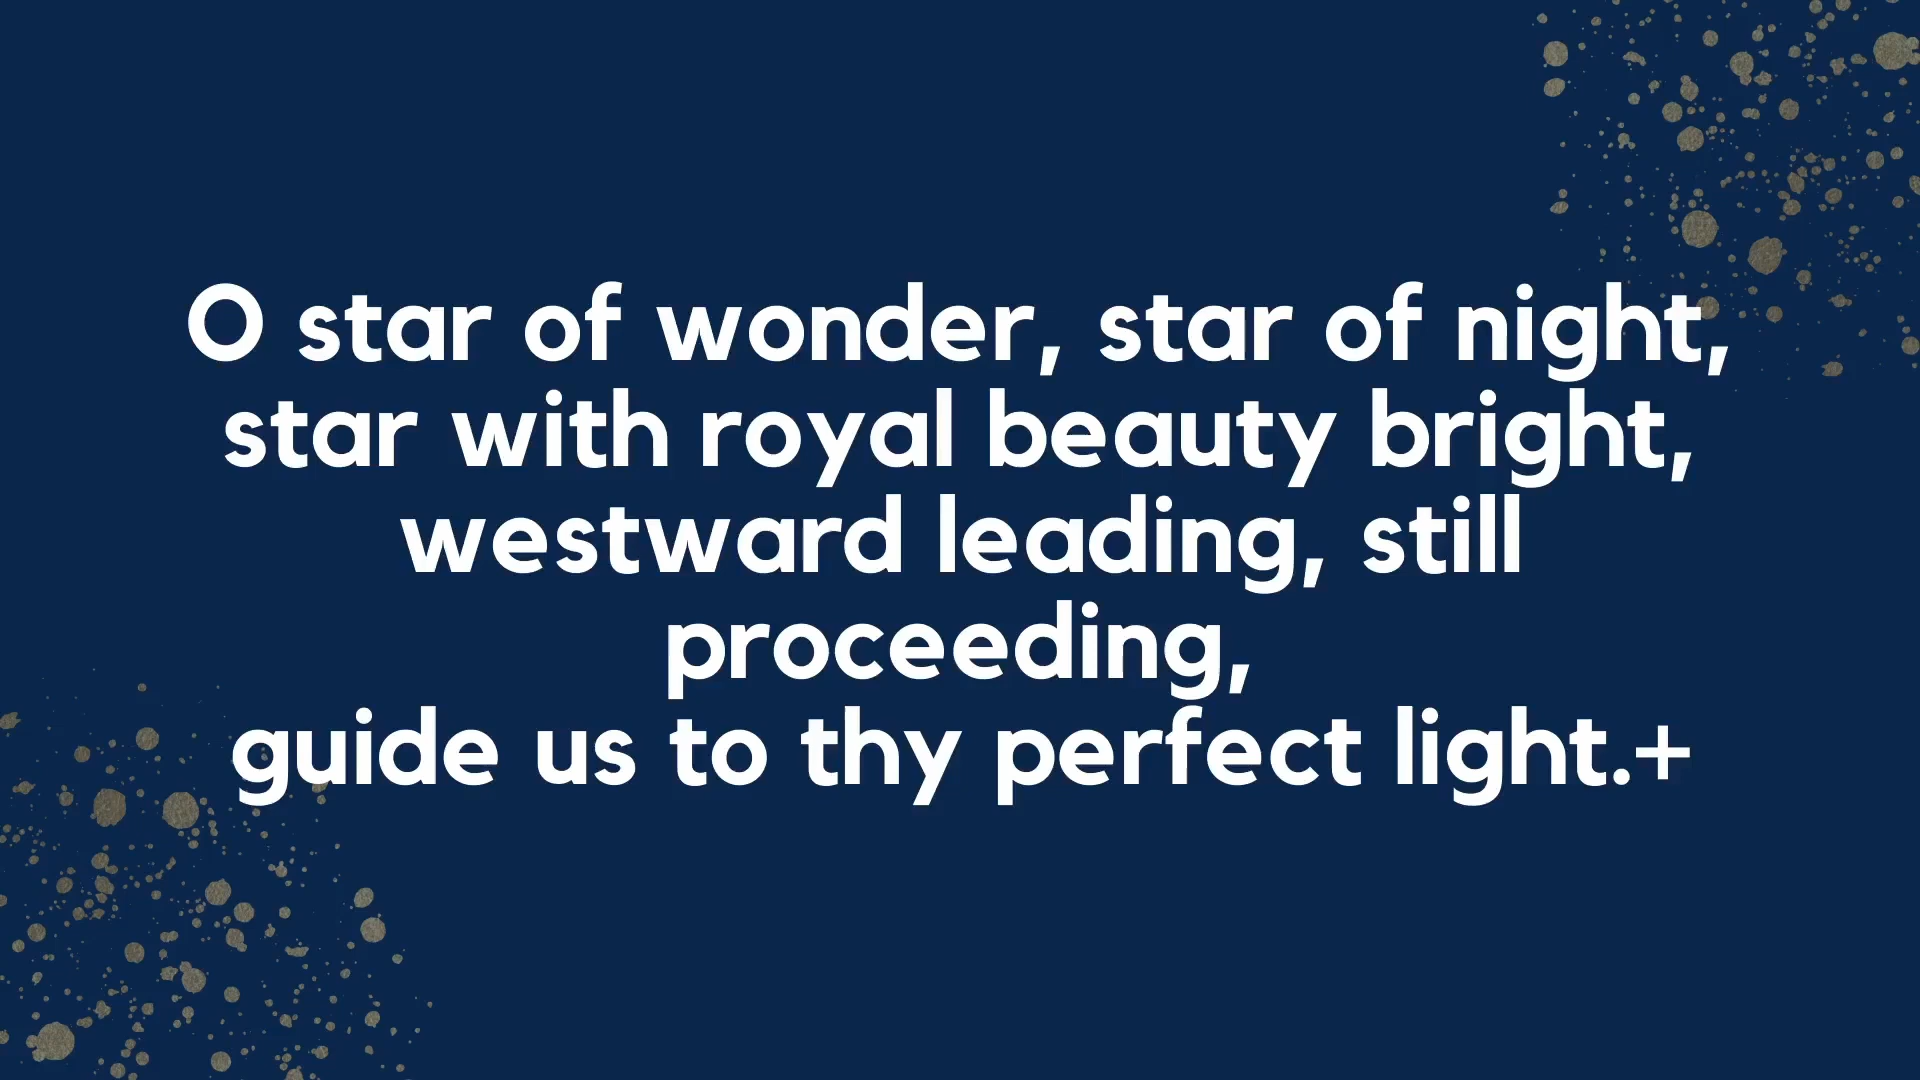 O star of wonder, star of night,
star with royal beauty bright,
westward leading, still
proceeding,
guide us to thy perfect light.+